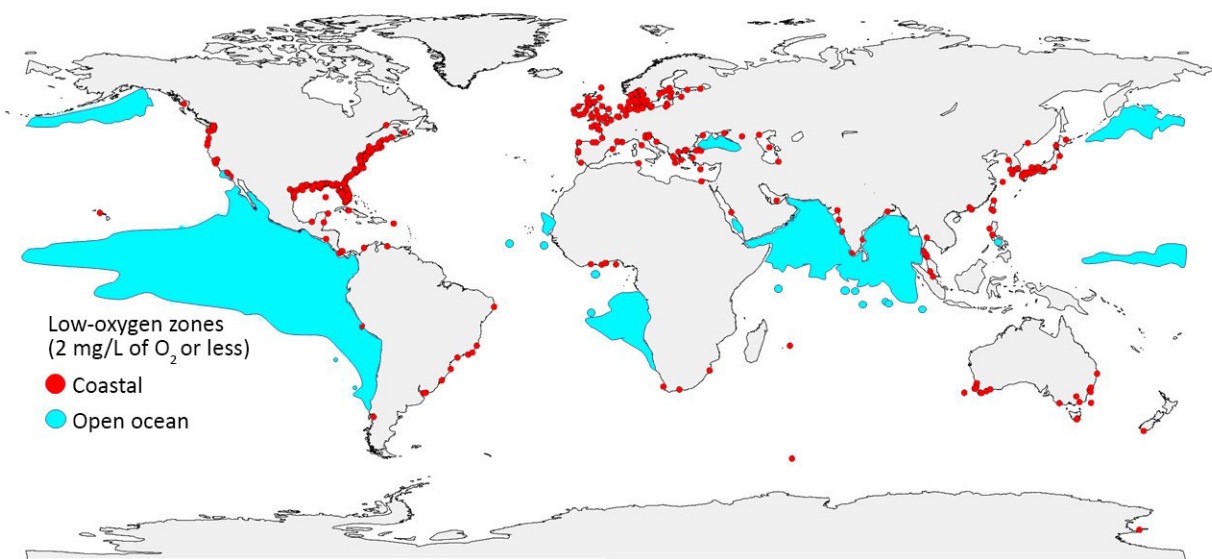 Low-oxygen zones
(2 mg/L of O₂ or less)
Coastal
Open ocean